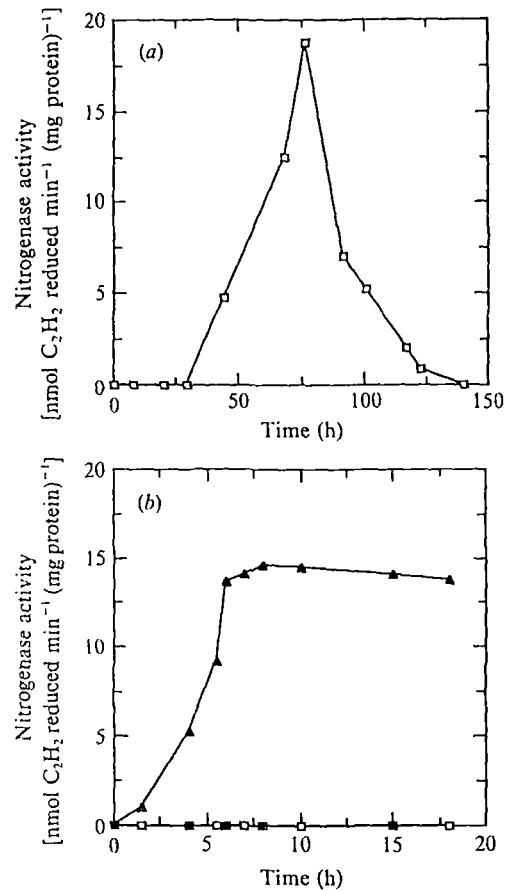 20
(a)
15
10
5
0
0
50
100
150
Time (h)
Nitrogenase activity
[nmol C₂H₂ reduced min⁻¹ (mg protein)⁻¹]
20
(b)
15
10
5
0
0
5
10
15
20
Time (h)
Nitrogenase activity
[nmol C₂H₂ reduced min⁻¹ (mg protein)⁻¹]